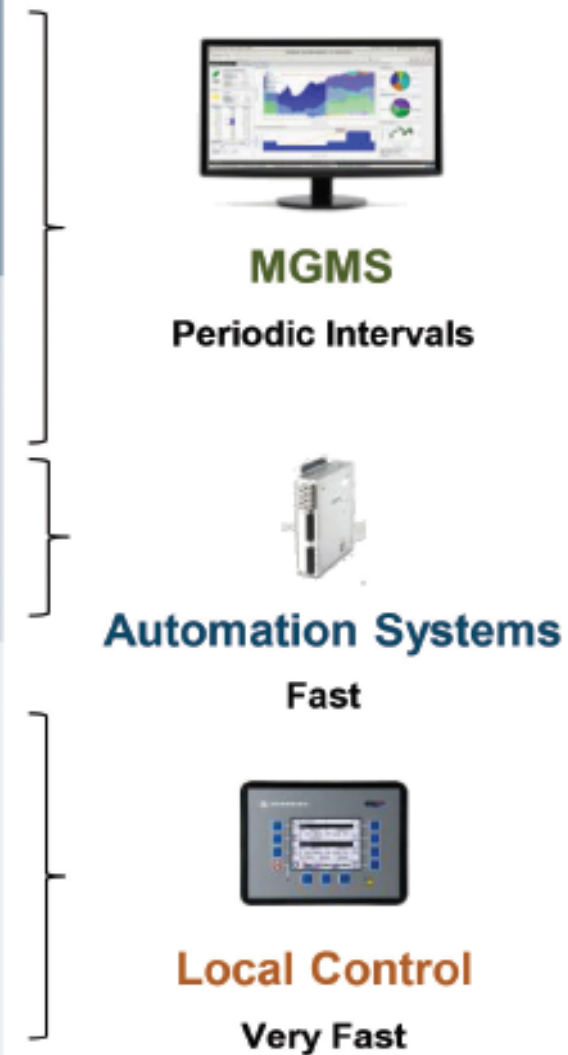 MGMS
Periodic Intervals
Automation Systems
Fast
Local Control
Very Fast